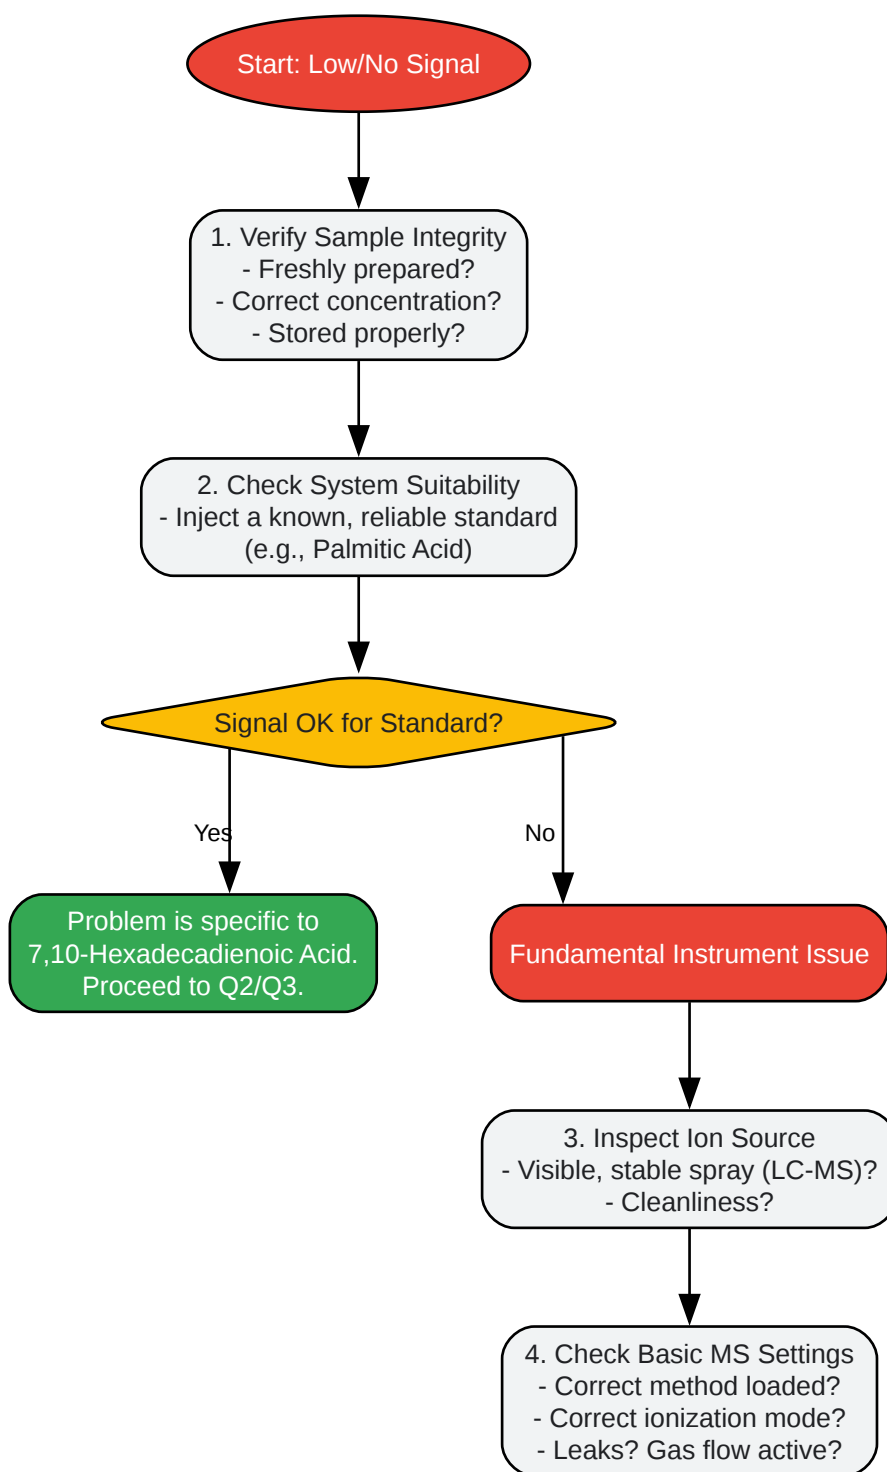 Start: Low/No Signal
1. Verify Sample Integrity
- Freshly prepared?
- Correct concentration?
- Stored properly?
2. Check System Suitability
- Inject a known, reliable standard
(e.g., Palmitic Acid)
Signal OK for Standard?
Yes
No
Problem is specific to
7,10-Hexadecadienoic Acid.
Proceed to Q2/Q3.
Fundamental Instrument Issue
3. Inspect Ion Source
- Visible, stable spray (LC-MS)?
- Cleanliness?
4. Check Basic MS Settings
- Correct method loaded?
- Correct ionization mode?
- Leaks? Gas flow active?